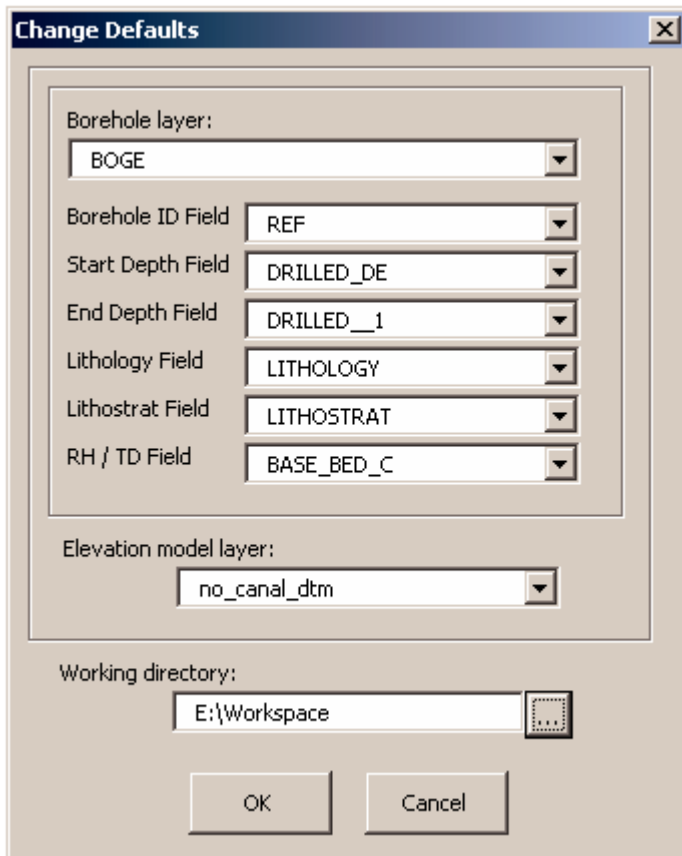 Change Defaults
Borehole layer:
BOGE
Borehole ID Field REF
Start Depth Field DRILLED_DE
End Depth Field DRILLED__1
Lithology Field LITHOLOGY
Lithostrat Field LITHOSTRAT
RH / TD Field BASE_BED_C
Elevation model layer:
no_canal_dtm
Working directory:
E:\Workspace ...
OK Cancel